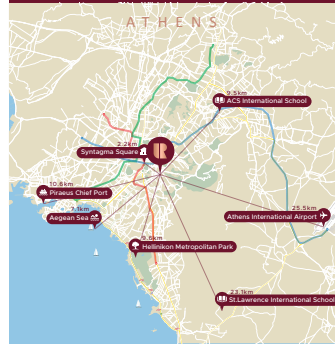 ATHENS
9.5km
ACS International School
2.2km
Syntagma Square
10.6km
Piraeus Chief Port
7.1km
Aegean Sea
25.5km
Athens International Airport
9.6km
Hellinikon Metropolitan Park
23.1km
St.Lawrence International School